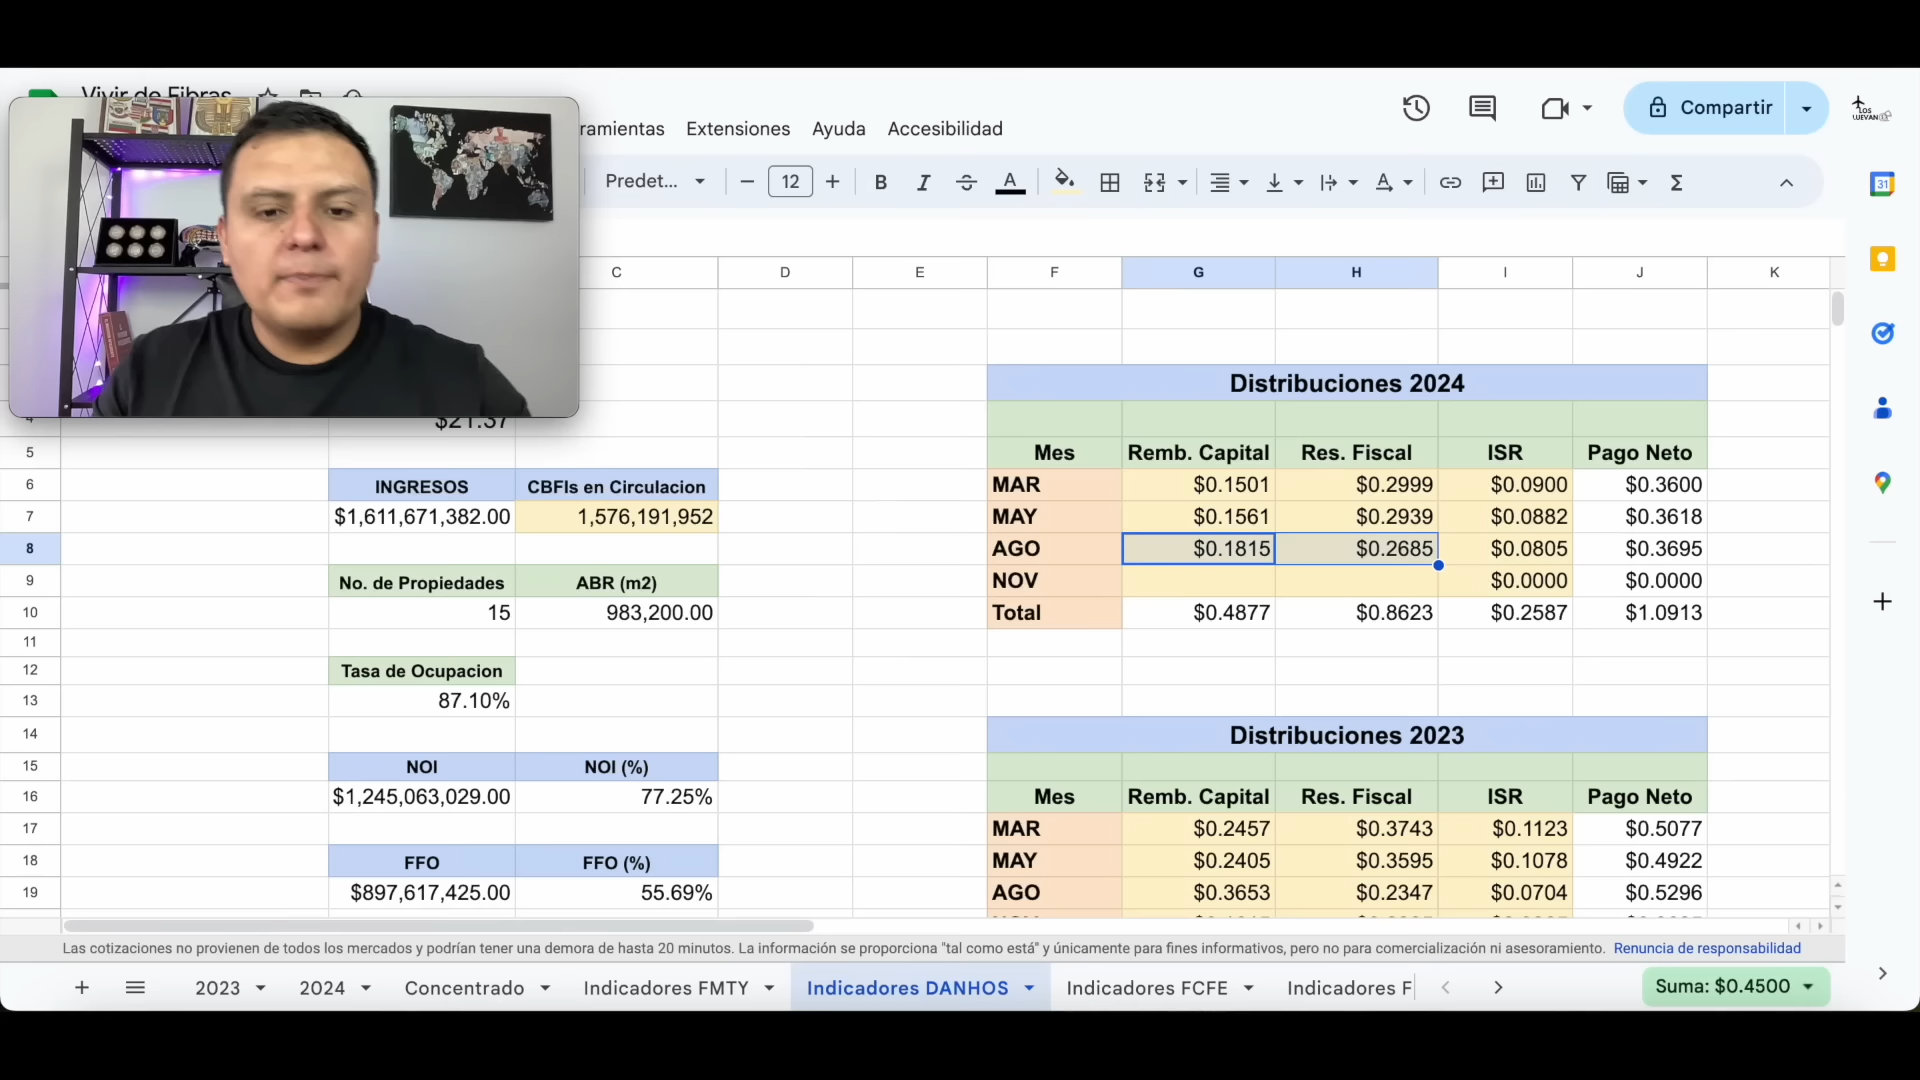 Vivir de Fibras
ramientas Extensiones Ayuda Accesibilidad
Compartir
LOS
Predet... 12 B I A A
31
C D E F G H I J K
Distribuciones 2024
4 $21.37
5 Mes Remb. Capital Res. Fiscal ISR Pago Neto
6 INGRESOS CBFIs en Circulacion MAR $0.1501 $0.2999 $0.0900 $0.3600
7 $1,611,671,382.00 1,576,191,952 MAY $0.1561 $0.2939 $0.0882 $0.3618
8 AGO $0.1815 $0.2685 $0.0805 $0.3695
9 No. de Propiedades ABR (m2) NOV $0.0000 $0.0000
10 15 983,200.00 Total $0.4877 $0.8623 $0.2587 $1.0913
11
12 Tasa de Ocupacion
13 87.10%
14 Distribuciones 2023
15 NOI NOI (%)
16 $1,245,063,029.00 77.25% Mes Remb. Capital Res. Fiscal ISR Pago Neto
17 MAR $0.2457 $0.3743 $0.1123 $0.5077
18 FFO FFO (%) MAY $0.2405 $0.3595 $0.1078 $0.4922
19 $897,617,425.00 55.69% AGO $0.3653 $0.2347 $0.0704 $0.5296
Las cotizaciones no provienen de todos los mercados y podrían tener una demora de hasta 20 minutos. La información se proporciona "tal como está" y únicamente para fines informativos, pero no para comercialización ni asesoramiento. Renuncia de responsabilidad
2023 2024 Concentrado Indicadores FMTY Indicadores DANHOS Indicadores FCFE Indicadores F Suma: $0.4500